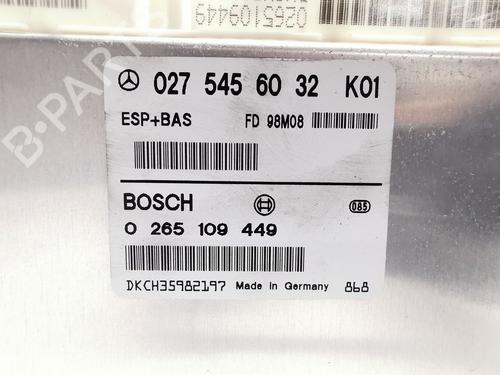 0265109449
B-PARTS
027 545 60 32 K01
ESP+BAS FD 98M08
BOSCH 085
0 265 109 449
DKCH35982197 Made in Germany 868